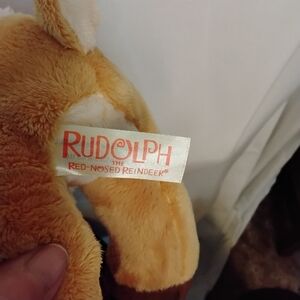 RUDOLPH
THE
RED-NOSED REINDEER®